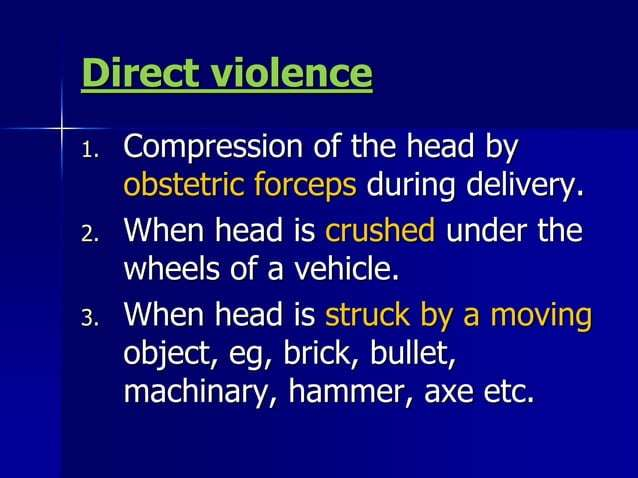 Direct violence
1. Compression of the head by
obstetric forceps during delivery.
2. When head is crushed under the
wheels of a vehicle.
3. When head is struck by a moving
object, eg, brick, bullet,
machinary, hammer, axe etc.